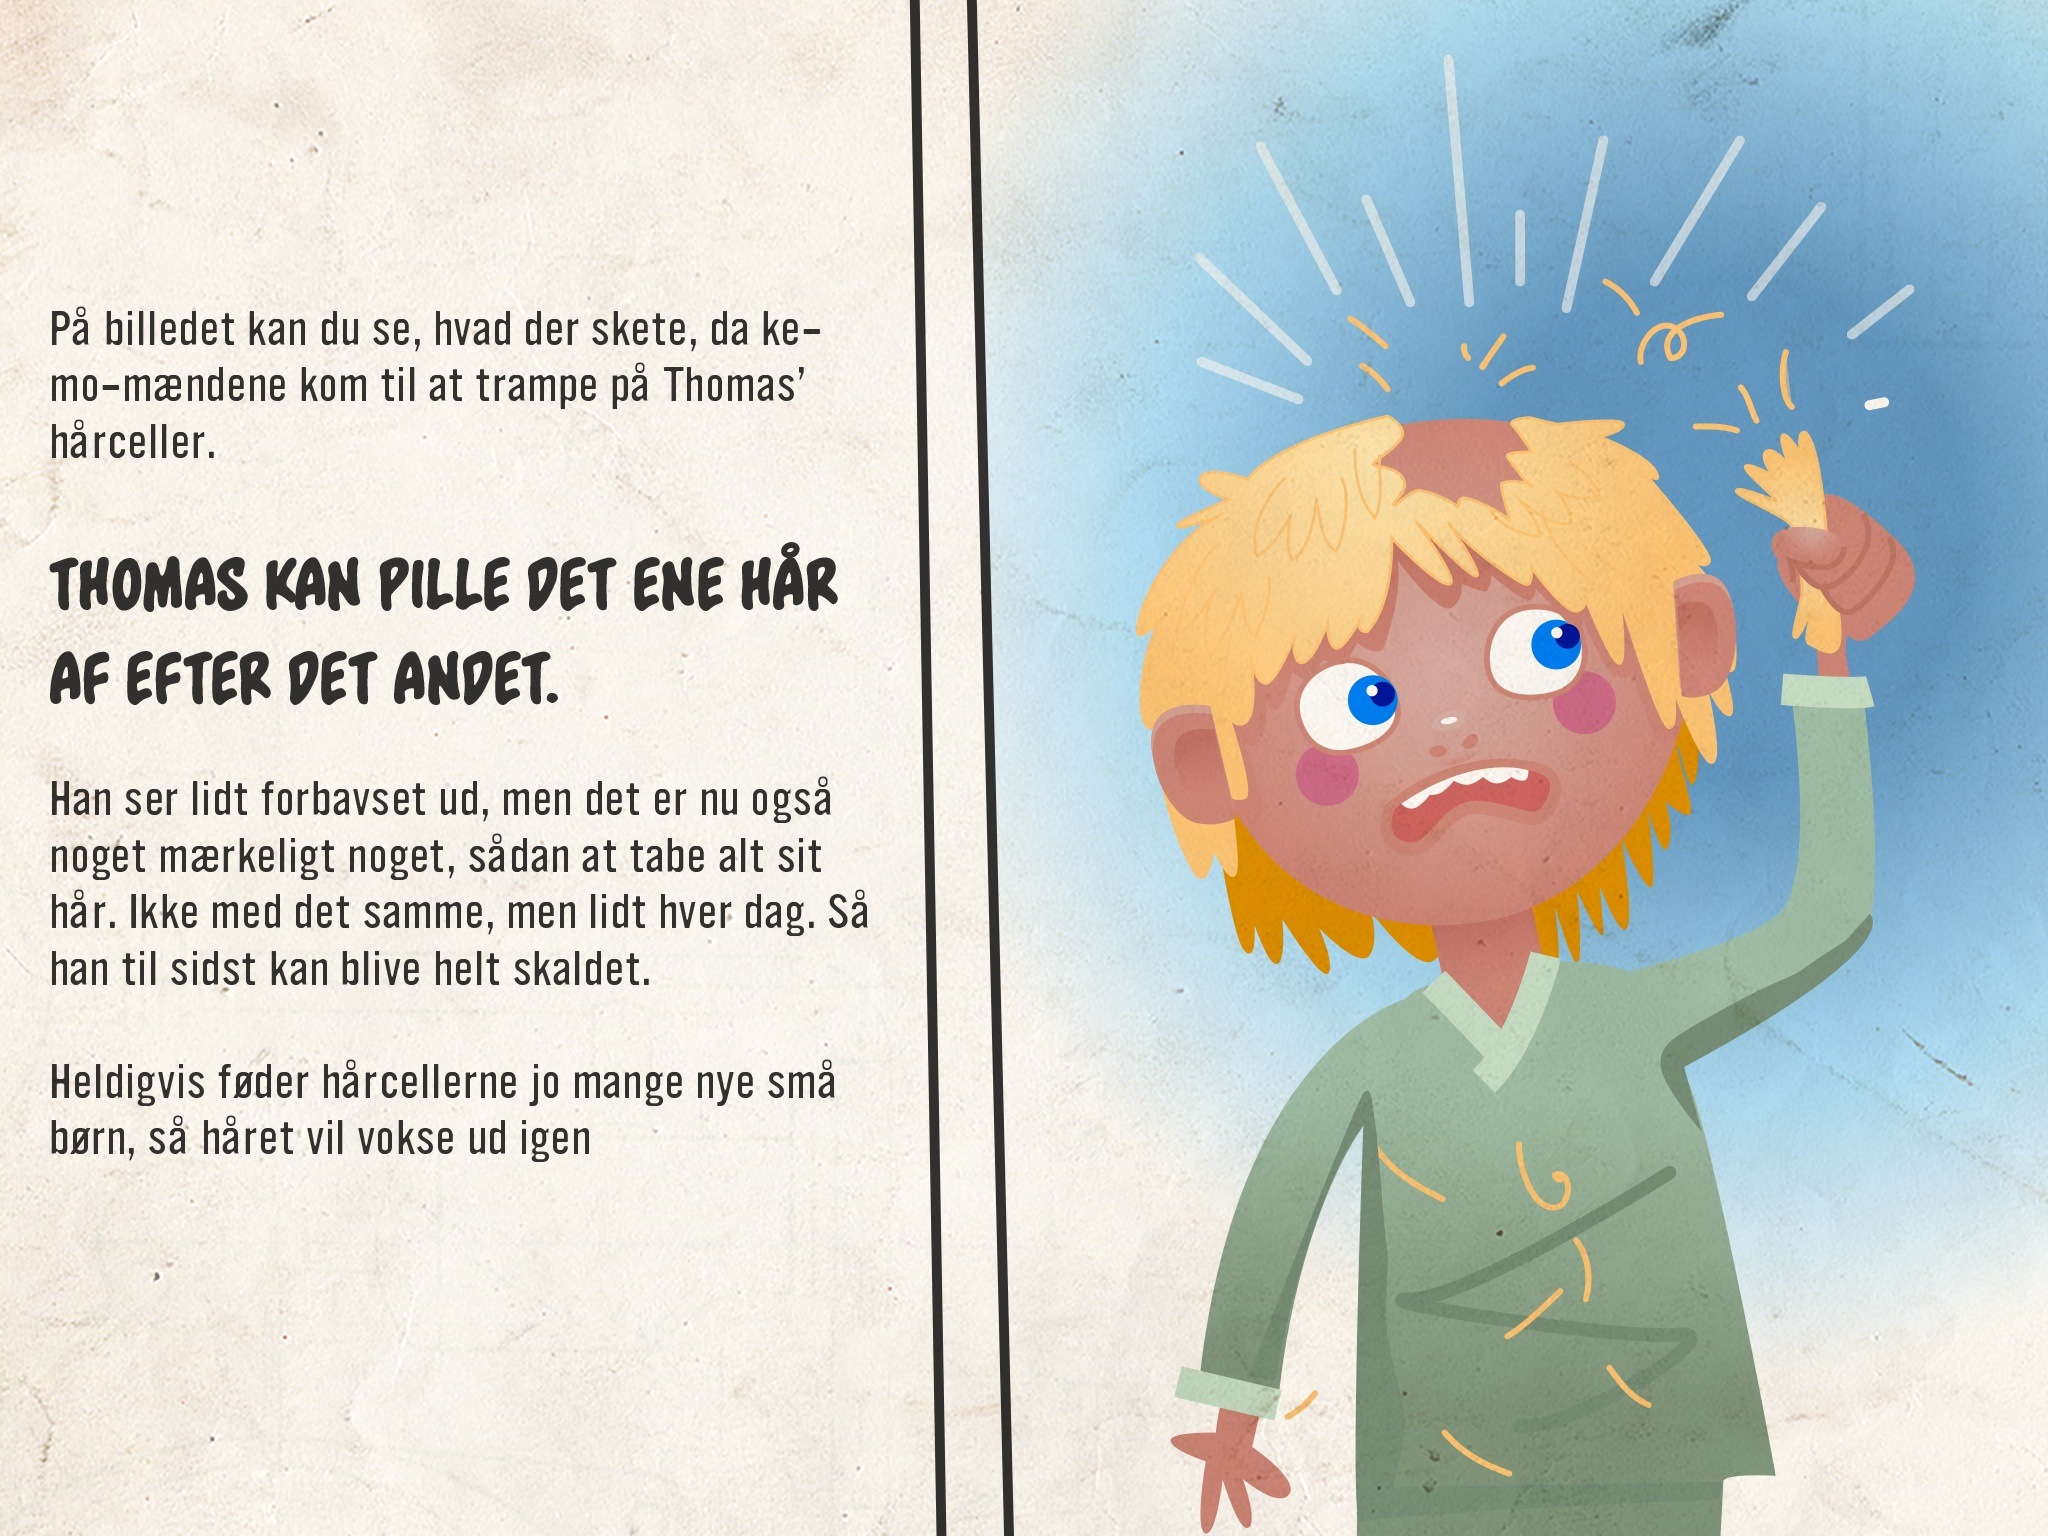 På billedet kan du se, hvad der skete, da ke-
mo-mændene kom til at trampe på Thomas’
hårceller.
THOMAS KAN PILLE DET ENE HÅR
AF EFTER DET ANDET.
Han ser lidt forbavset ud, men det er nu også
noget mærkeligt noget, sådan at tabe alt sit
hår. Ikke med det samme, men lidt hver dag. Så
han til sidst kan blive helt skaldet.
Heldigvis føder hårcellerne jo mange nye små
børn, så håret vil vokse ud igen